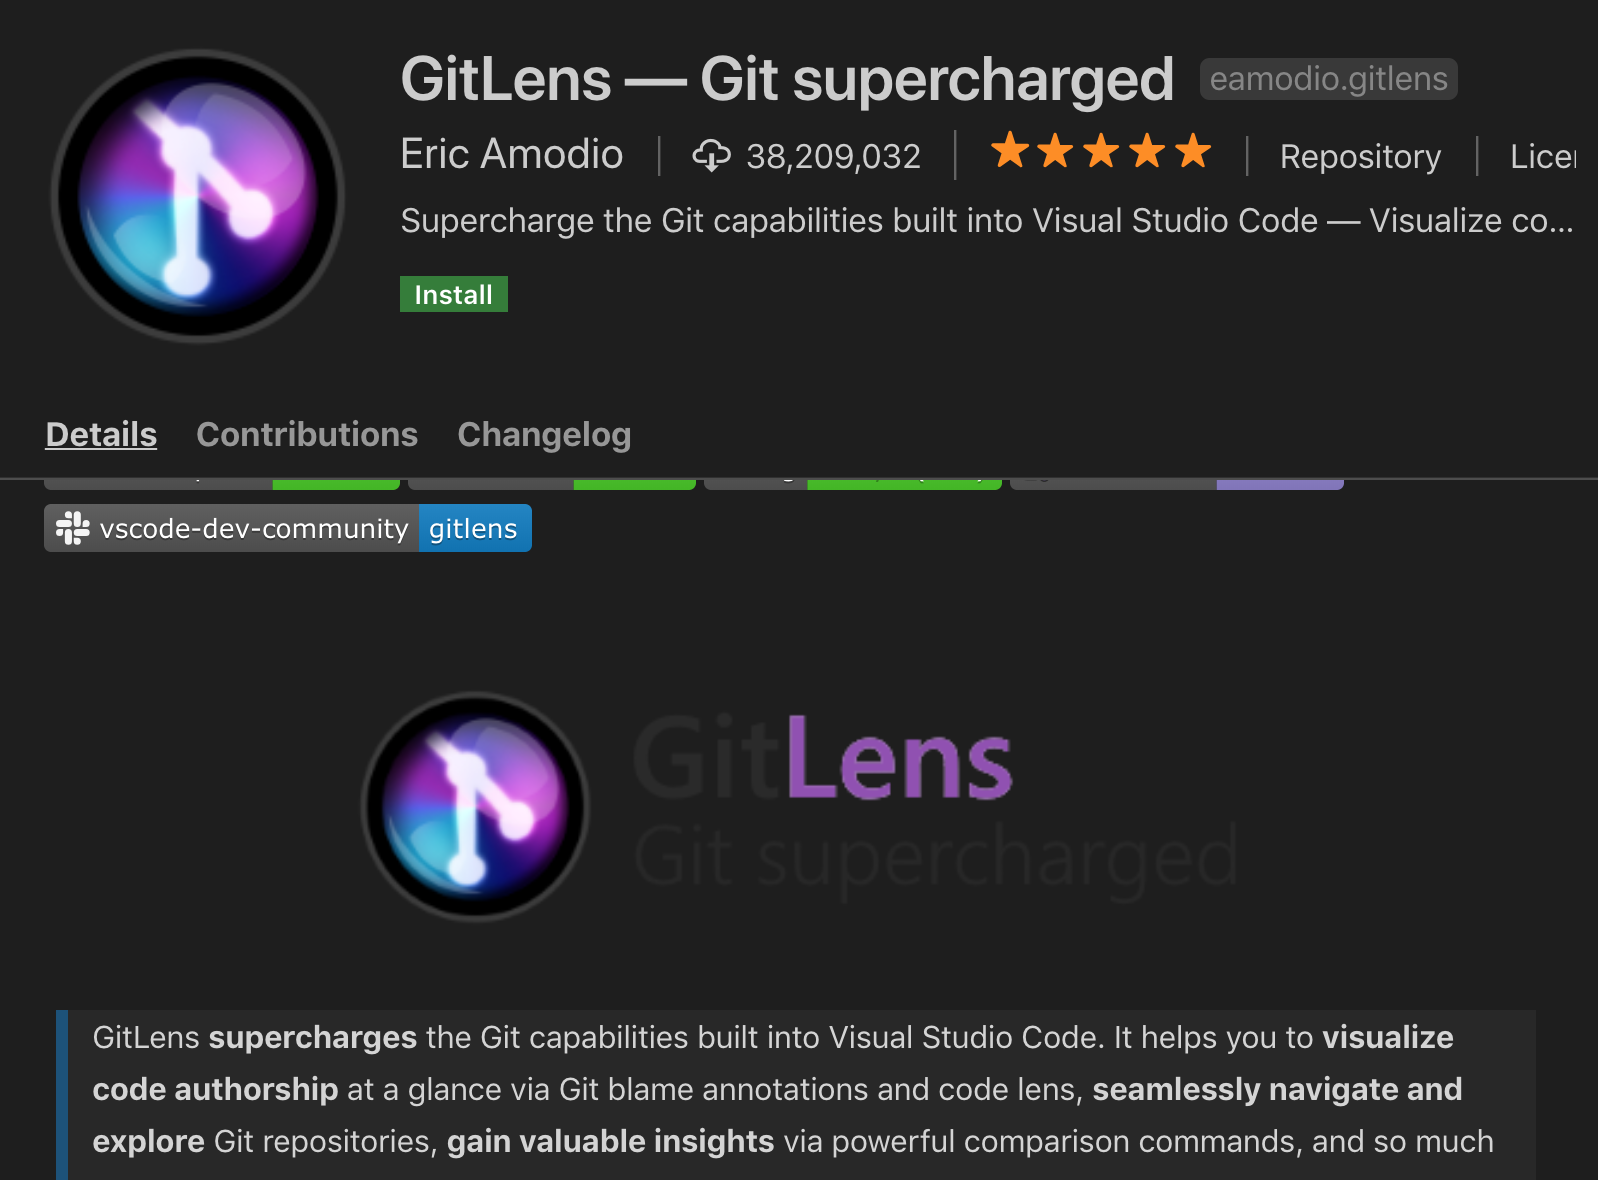 GitLens — Git supercharged eamodio.gitlens
Eric Amodio | 38,209,032 | ★★★★★ | Repository |
Supercharge the Git capabilities built into Visual Studio Code — Visualize co...
Install
Details Contributions Changelog
vscode-dev-community gitlens
GitLens
Git supercharged
GitLens supercharges the Git capabilities built into Visual Studio Code. It helps you to visualize
code authorship at a glance via Git blame annotations and code lens, seamlessly navigate and
explore Git repositories, gain valuable insights via powerful comparison commands, and so much